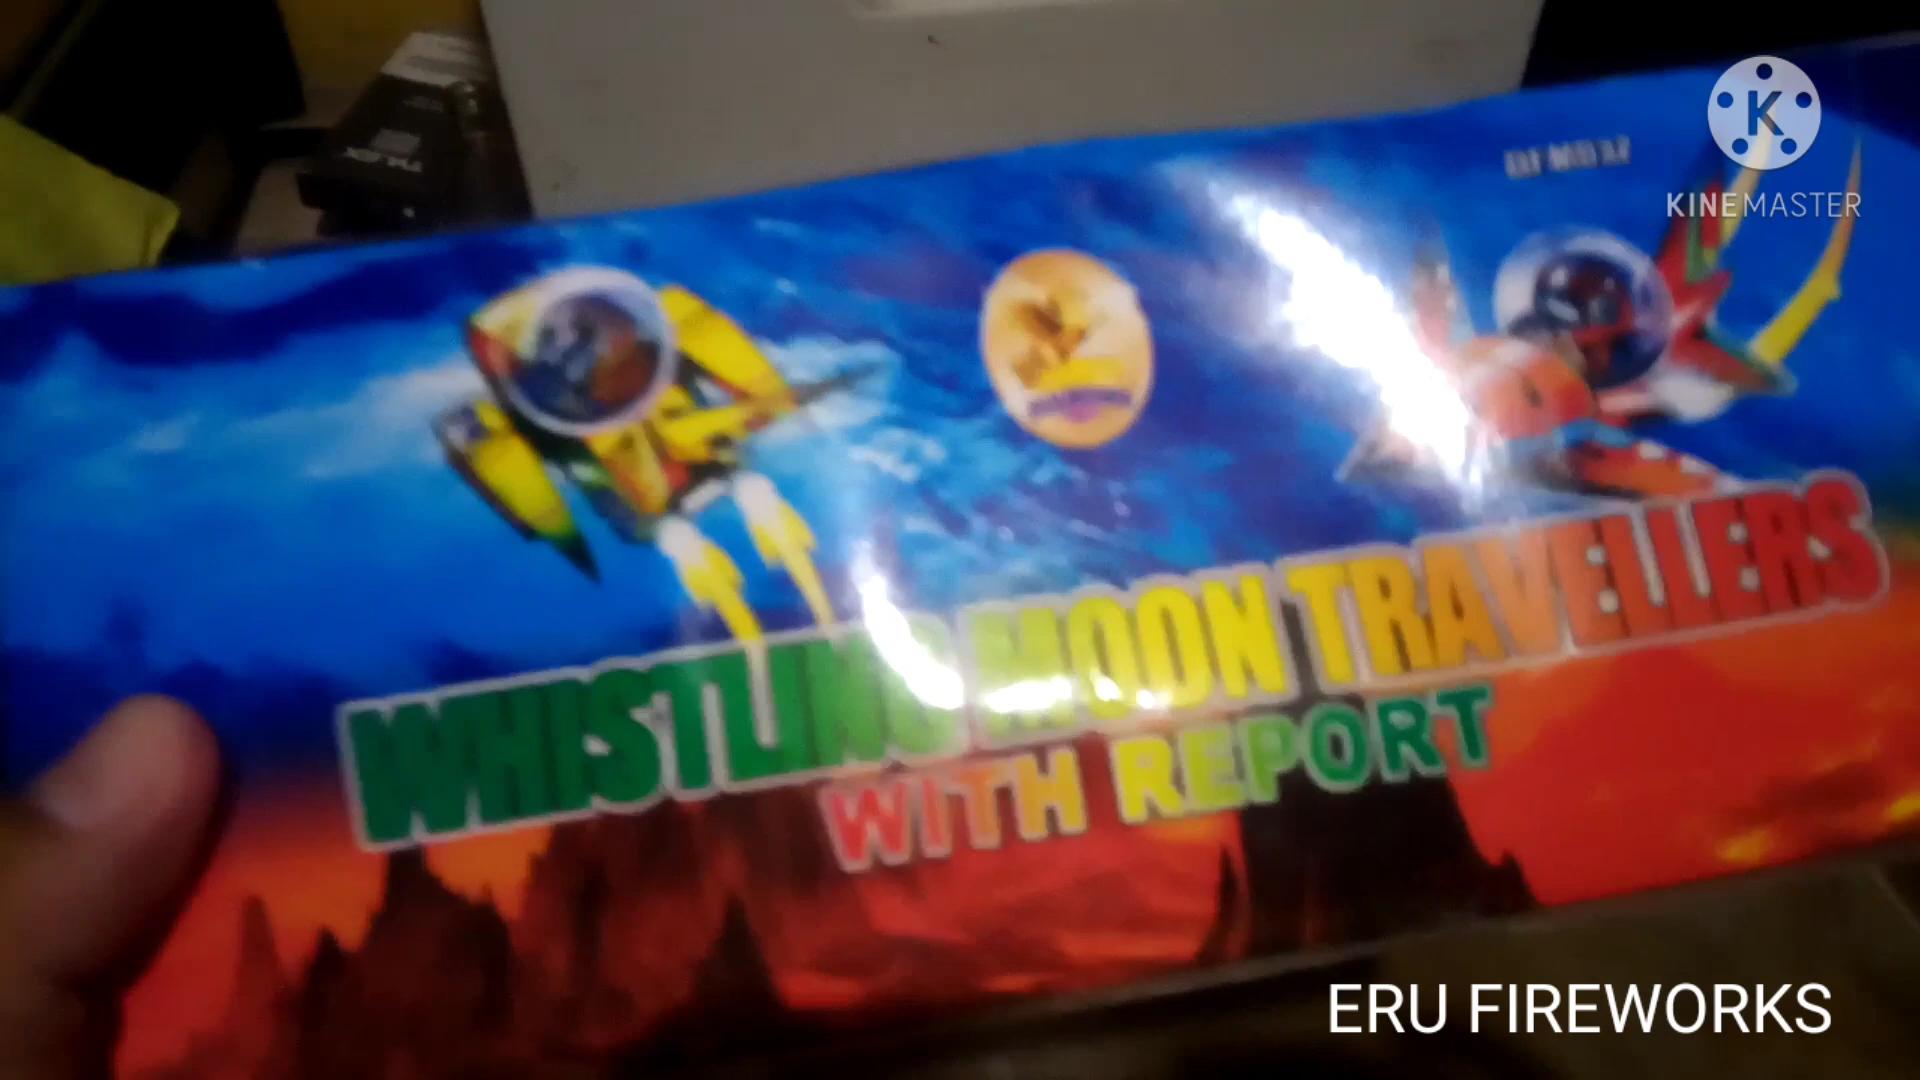 K
KINEMASTER
WHISTLING MOON TRAVELLERS
WITH REPORT
ERU FIREWORKS